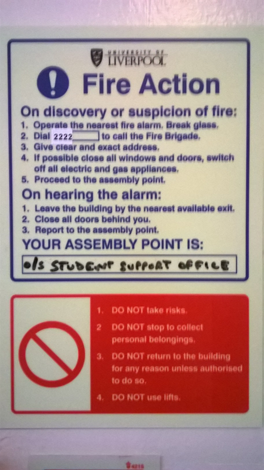 UNIVERSITY OF
LIVERPOOL
Fire Action
On discovery or suspicion of fire:
1. Operate the nearest fire alarm. Break glass.
2. Dial 2222 to call the Fire Brigade.
3. Give clear and exact address.
4. If possible close all windows and doors, switch
off all electric and gas appliances.
5. Proceed to the assembly point.
On hearing the alarm:
1. Leave the building by the nearest available exit.
2. Close all doors behind you.
3. Report to the assembly point.
YOUR ASSEMBLY POINT IS:
O/S STUDENT SUPPORT OFFICE
1. DO NOT take risks.
2 DO NOT stop to collect
personal belongings.
3. DO NOT return to the building
for any reason unless authorised
to do so.
4. DO NOT use lifts.